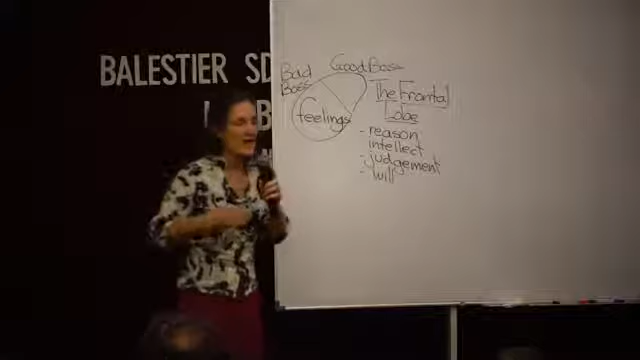 BALESTIER SD
Good Boss
Bad
Boss
feelings
The Frontal
Lobe
- reason
intellect
- judgement
- will